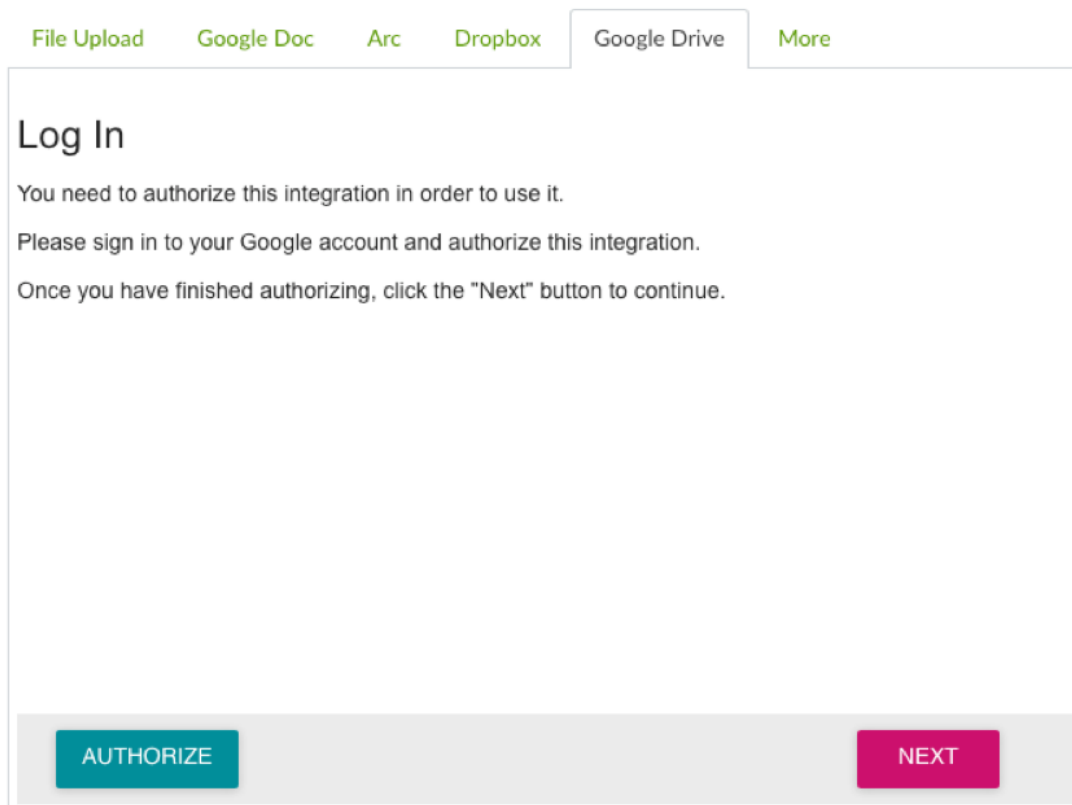 File Upload Google Doc Arc Dropbox Google Drive More
Log In
You need to authorize this integration in order to use it.
Please sign in to your Google account and authorize this integration.
Once you have finished authorizing, click the "Next" button to continue.
AUTHORIZE NEXT